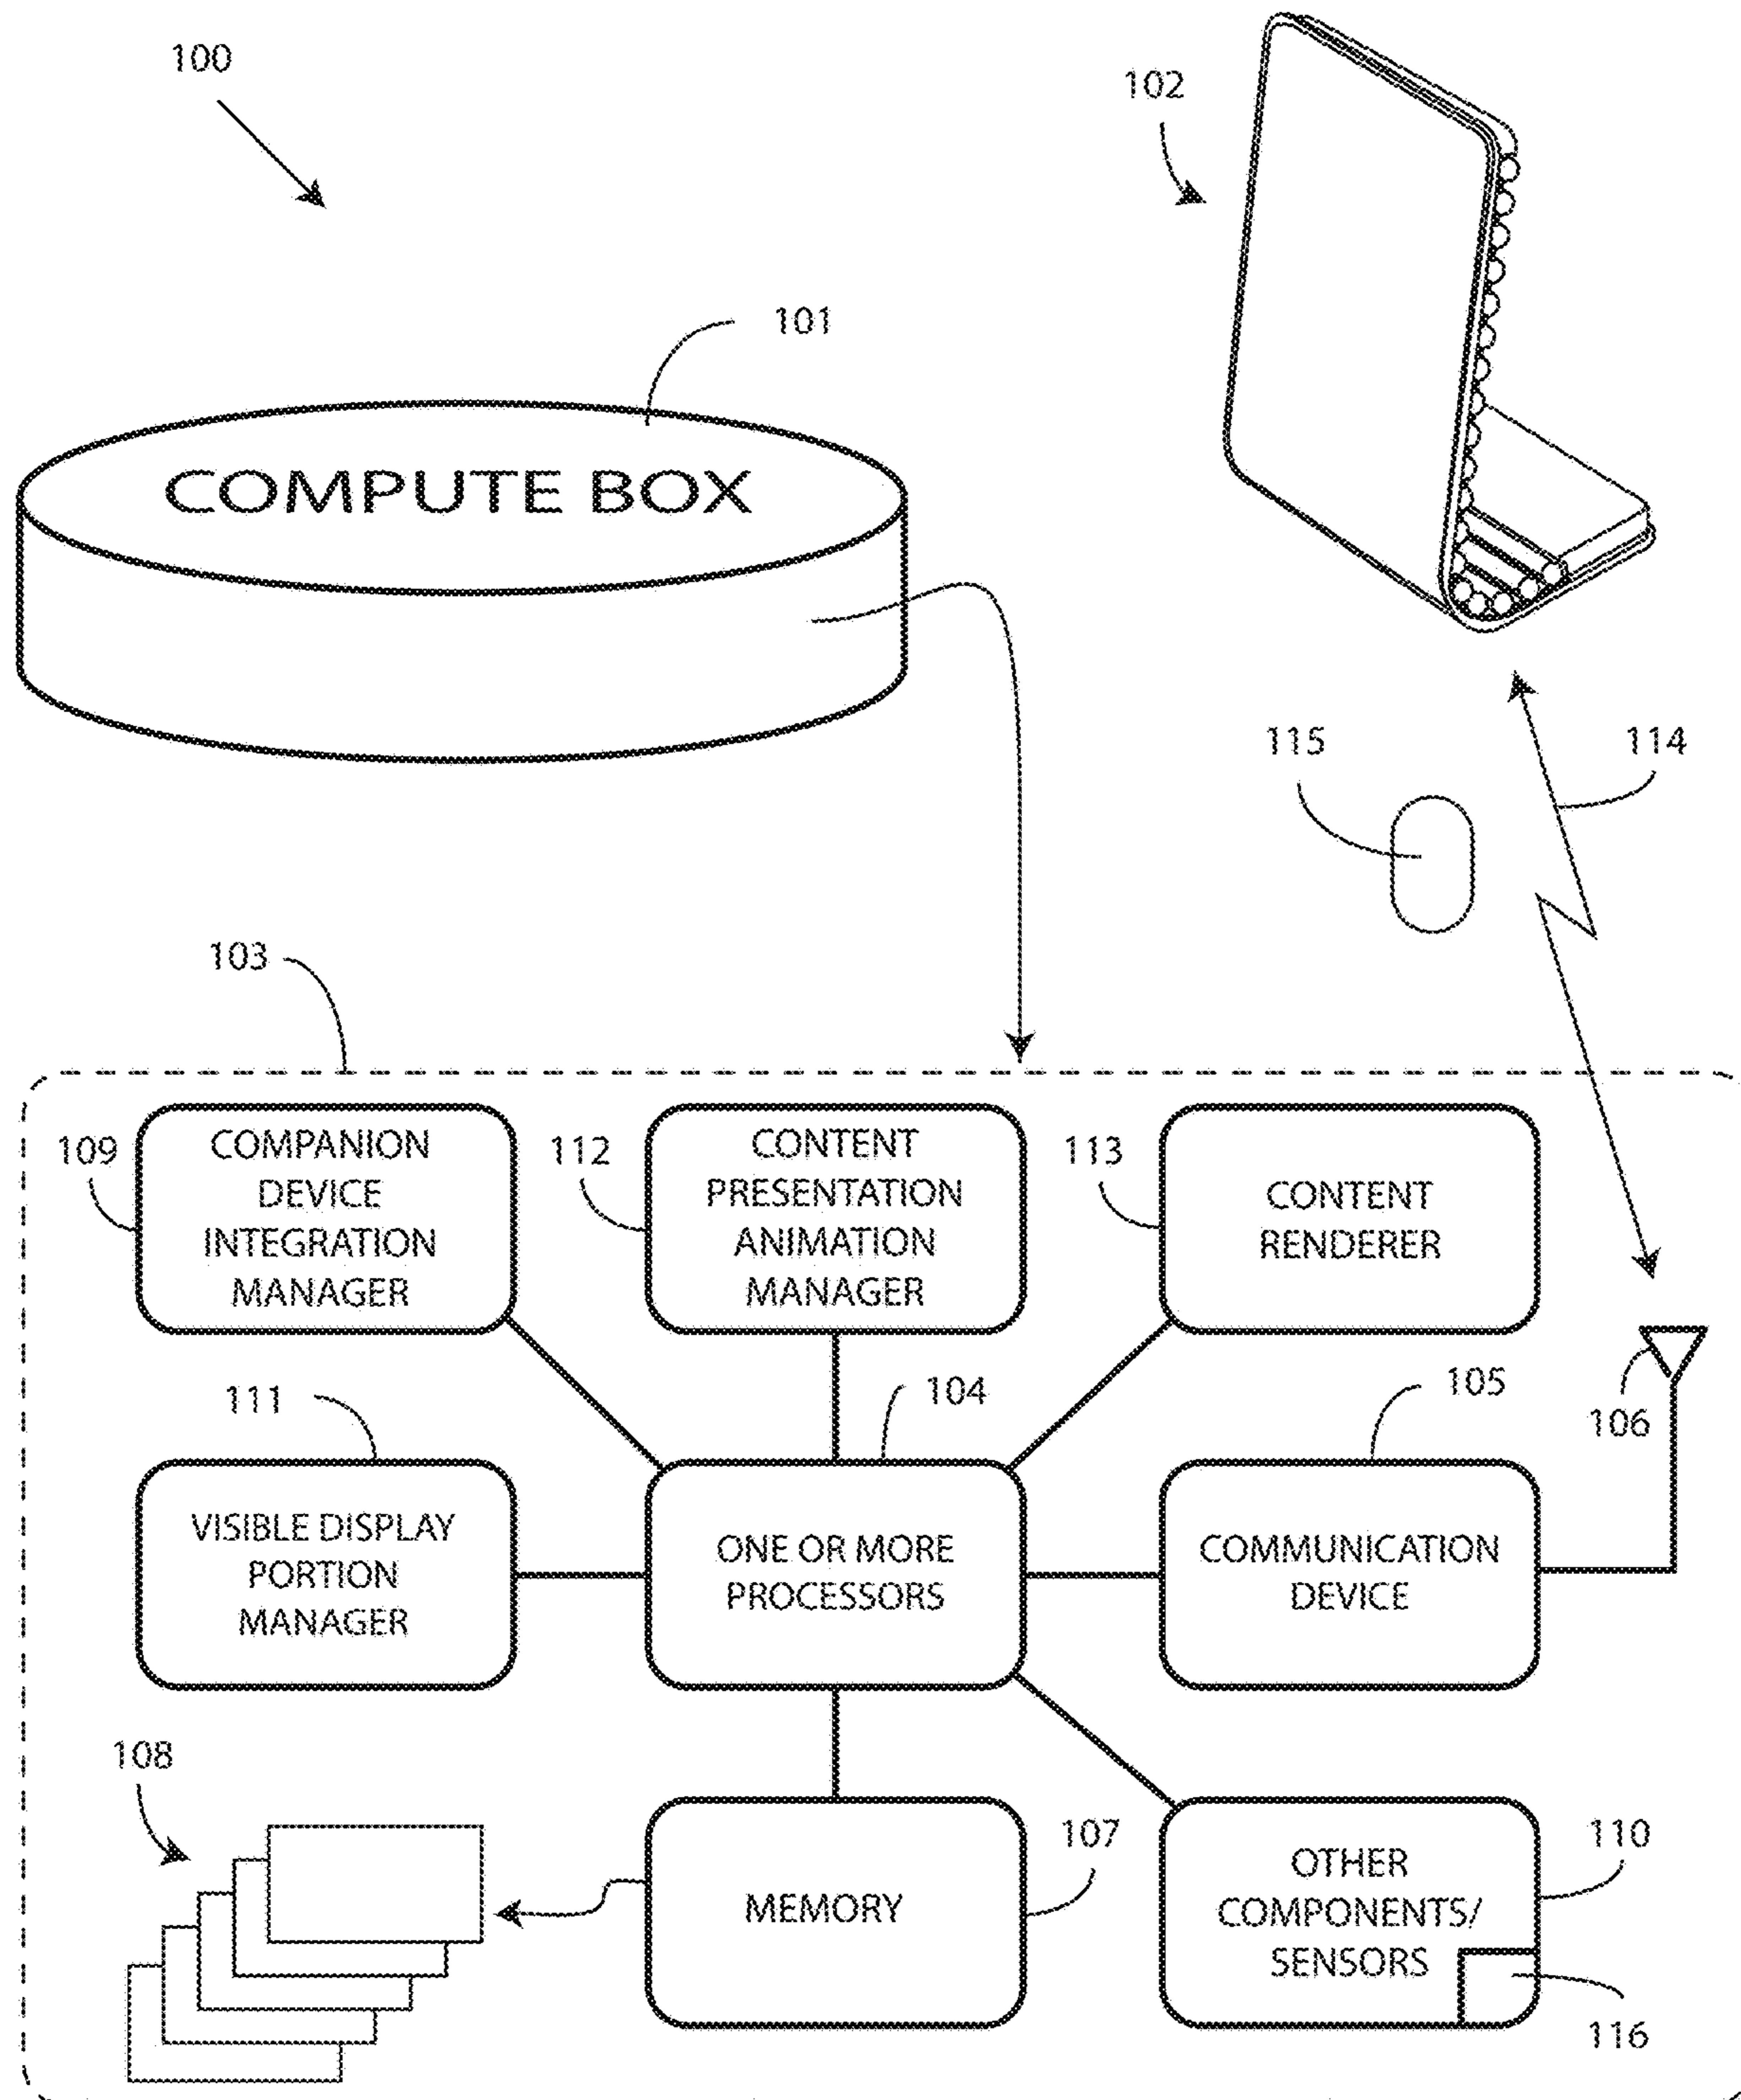 100
102
101
COMPUTE BOX
115
114
103
109
COMPANION
DEVICE
INTEGRATION
MANAGER
112
CONTENT
PRESENTATION
ANIMATION
MANAGER
113
CONTENT
RENDERER
111
104
105
106
VISIBLE DISPLAY
PORTION
MANAGER
ONE OR MORE
PROCESSORS
COMMUNICATION
DEVICE
108
MEMORY
107
OTHER
COMPONENTS/
SENSORS
110
116